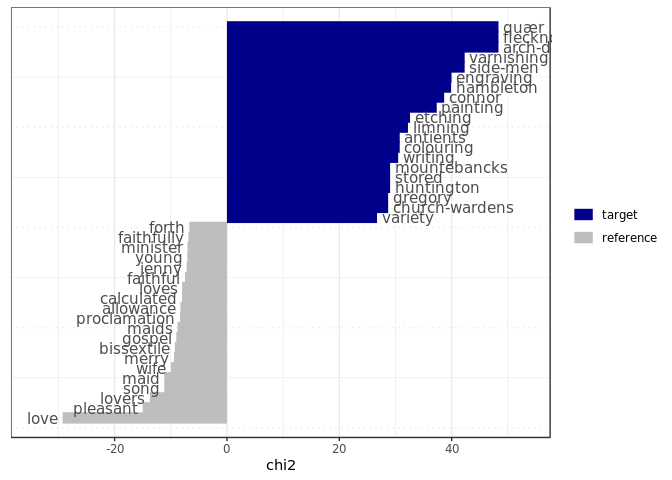 quær
fleckn
arch-d
varnishing
side-men
engraving
hambleton
connor
painting
etching
limning
antients
colouring
writing
mountebancks
stored
huntington
gregory
church-wardens
variety
forth
faithfully
minister
young
jenny
faithful
loves
calculated
allowance
proclamation
maids
gospel
bissextile
merry
wife
maid
song
lovers
pleasant
love
target
reference
-20 0 20 40
chi2